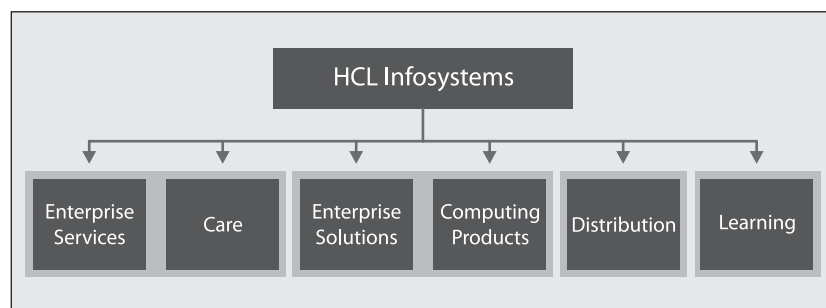 HCL Infosystems
Enterprise
Services
Care
Enterprise
Solutions
Computing
Products
Distribution
Learning